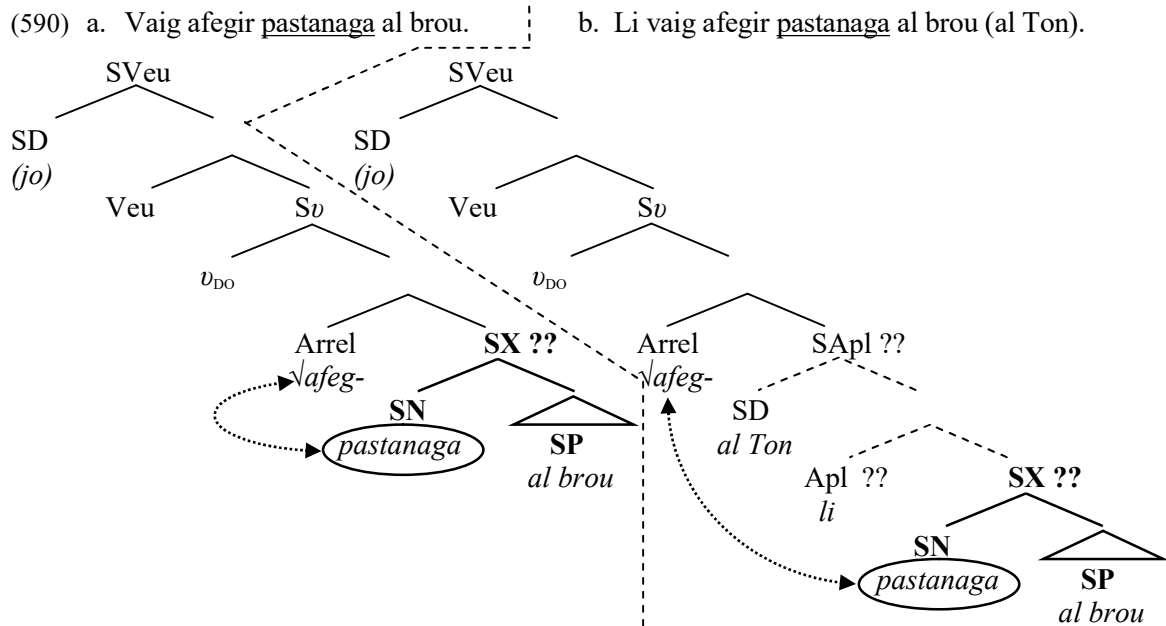 (590) a. Vaig afegir pastanaga al brou. b. Li vaig afegir pastanaga al brou (al Ton).
SVeu SVeu
SD SD
(jo) (jo)
Veu Sυ Veu Sυ
υDO υDO
Arrel SX ?? Arrel SApl ??
√afeg- √afeg-
SN SD
pastanaga SP al Ton
al brou
Apl ?? SX ??
li
SN
pastanaga SP
al brou